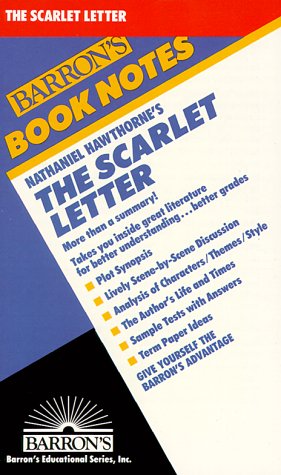 THE SCARLET LETTER
BARRON'S
BOOK NOTES
NATHANIEL HAWTHORNE'S
THE SCARLET
LETTER
More than a summary!
Takes you inside great literature
for better understanding...better grades
Plot Synopsis
Lively Scene-by-Scene Discussion
Analysis of Characters/Themes/Style
The Author's Life and Times
Sample Tests with Answers
Term Paper Ideas
GIVE YOURSELF THE
BARRON'S ADVANTAGE
BARRON'S
Barron's Educational Series, Inc.